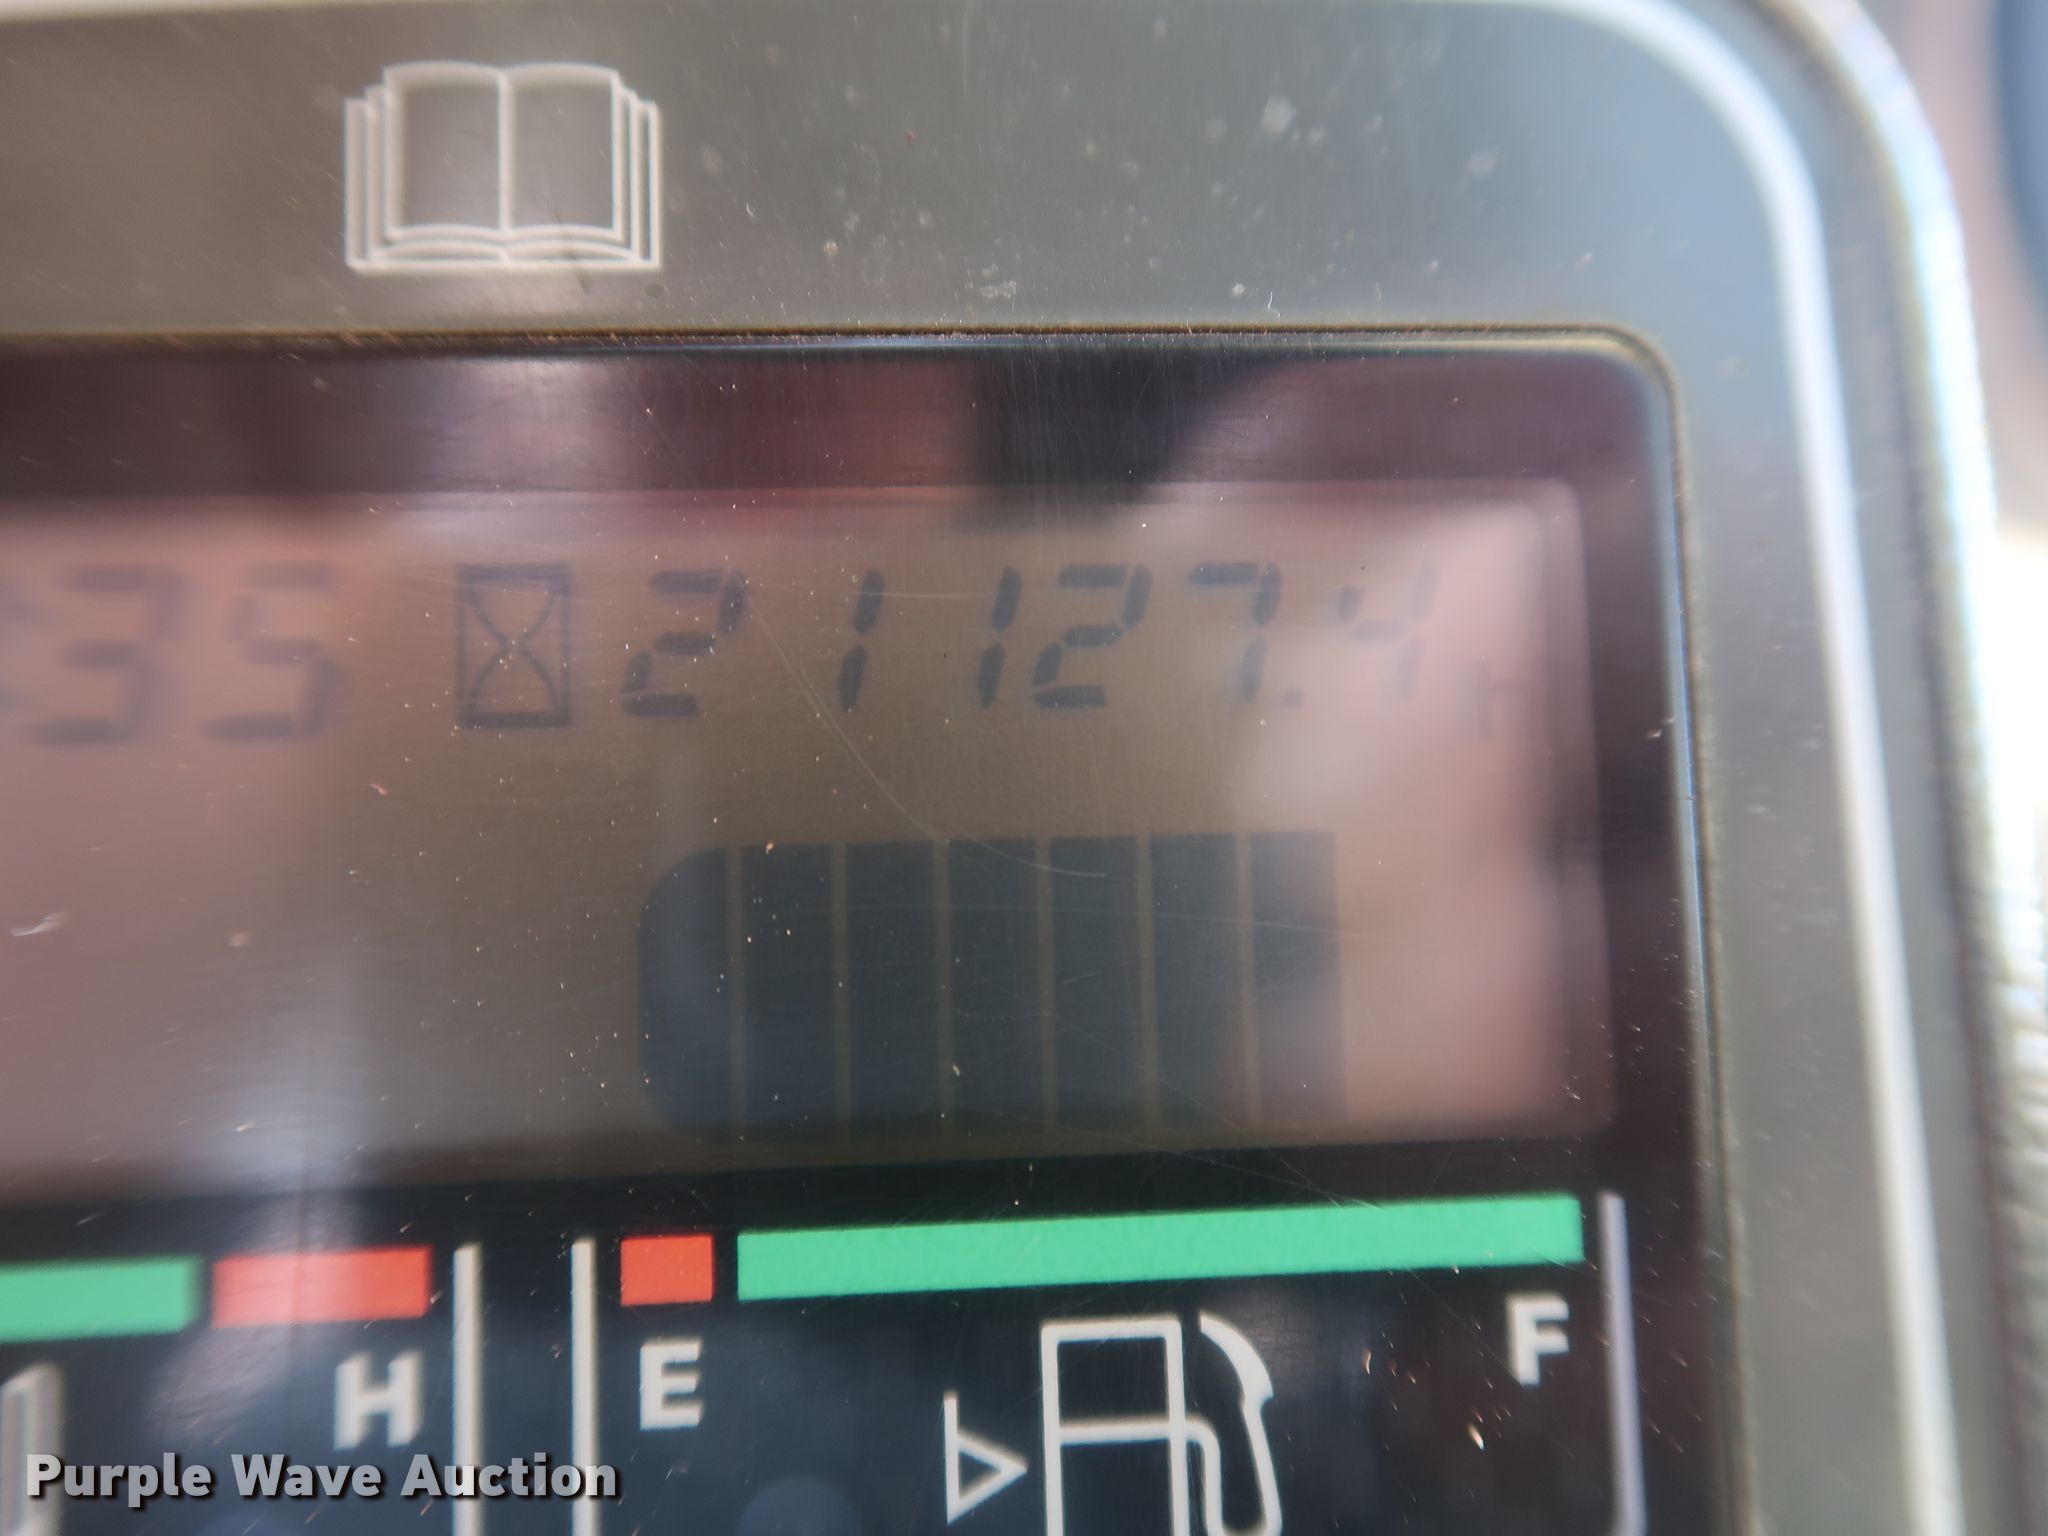 35 21127.4 h
H E F
Purple Wave Auction